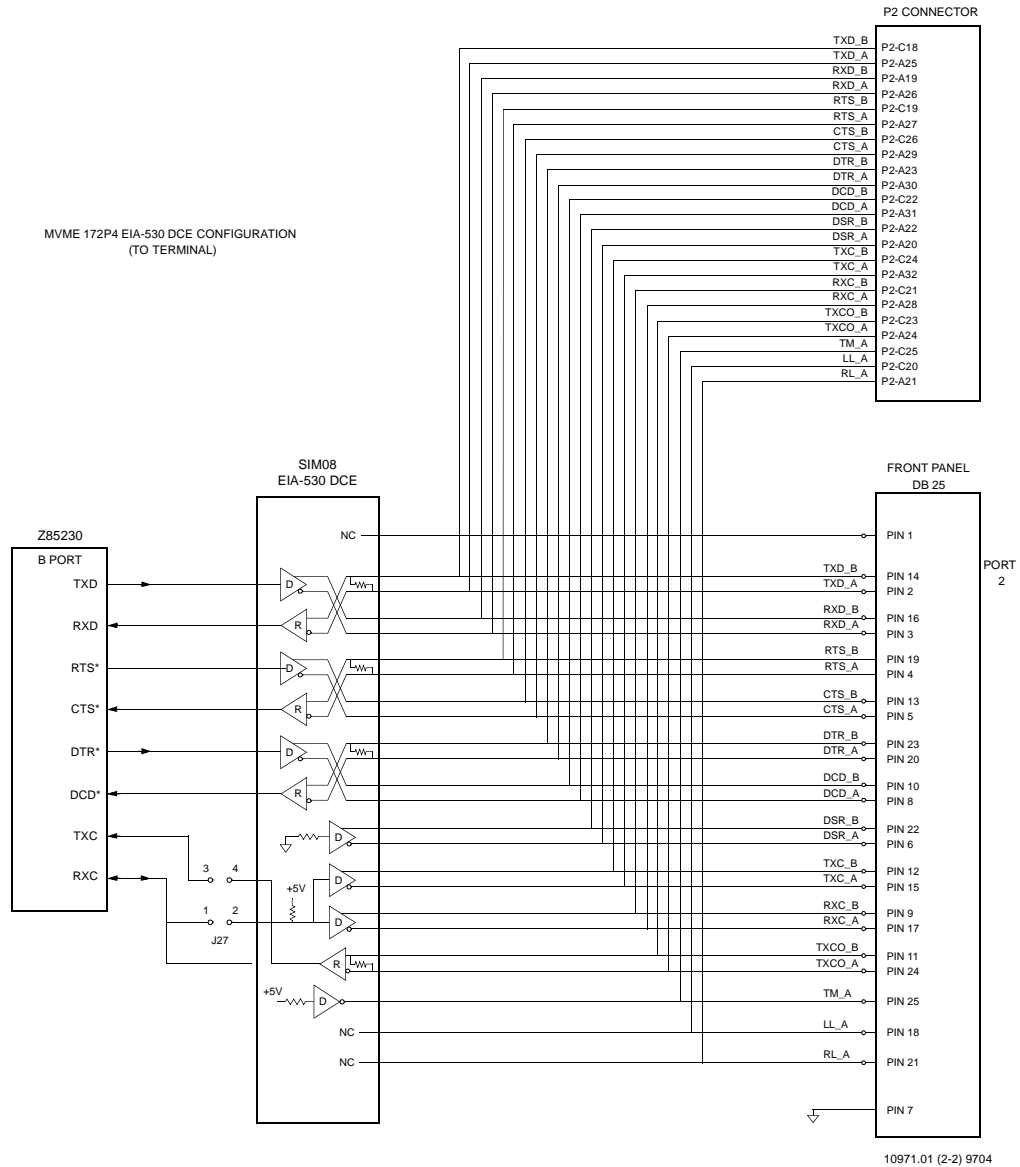 P2 CONNECTOR
TXD_B P2-C18
TXD_A P2-A25
RXD_B P2-A19
RXD_A P2-A26
RTS_B P2-C19
RTS_A P2-A27
CTS_B P2-C26
CTS_A P2-A29
DTR_B P2-A23
DTR_A P2-A30
DCD_B P2-C22
DCD_A P2-A31
DSR_B P2-A22
DSR_A P2-A20
TXC_B P2-C24
TXC_A P2-A32
RXC_B P2-C21
RXC_A P2-A28
TXCO_B P2-C23
TXCO_A P2-A24
TM_A P2-C25
LL_A P2-C20
RL_A P2-A21
MVME 172P4 EIA-530 DCE CONFIGURATION
(TO TERMINAL)
Z85230
B PORT
TXD
RXD
RTS*
CTS*
DTR*
DCD*
TXC
RXC
3 4
1 2
J27
SIM08
EIA-530 DCE
NC
D
R
D
R
D
R
D
D
+5V
D
R
+5V
D
NC
NC
FRONT PANEL
DB 25
PORT
2
PIN 1
TXD_B PIN 14
TXD_A PIN 2
RXD_B PIN 16
RXD_A PIN 3
RTS_B PIN 19
RTS_A PIN 4
CTS_B PIN 13
CTS_A PIN 5
DTR_B PIN 23
DTR_A PIN 20
DCD_B PIN 10
DCD_A PIN 8
DSR_B PIN 22
DSR_A PIN 6
TXC_B PIN 12
TXC_A PIN 15
RXC_B PIN 9
RXC_A PIN 17
TXCO_B PIN 11
TXCO_A PIN 24
TM_A PIN 25
LL_A PIN 18
RL_A PIN 21
PIN 7
10971.01 (2-2) 9704